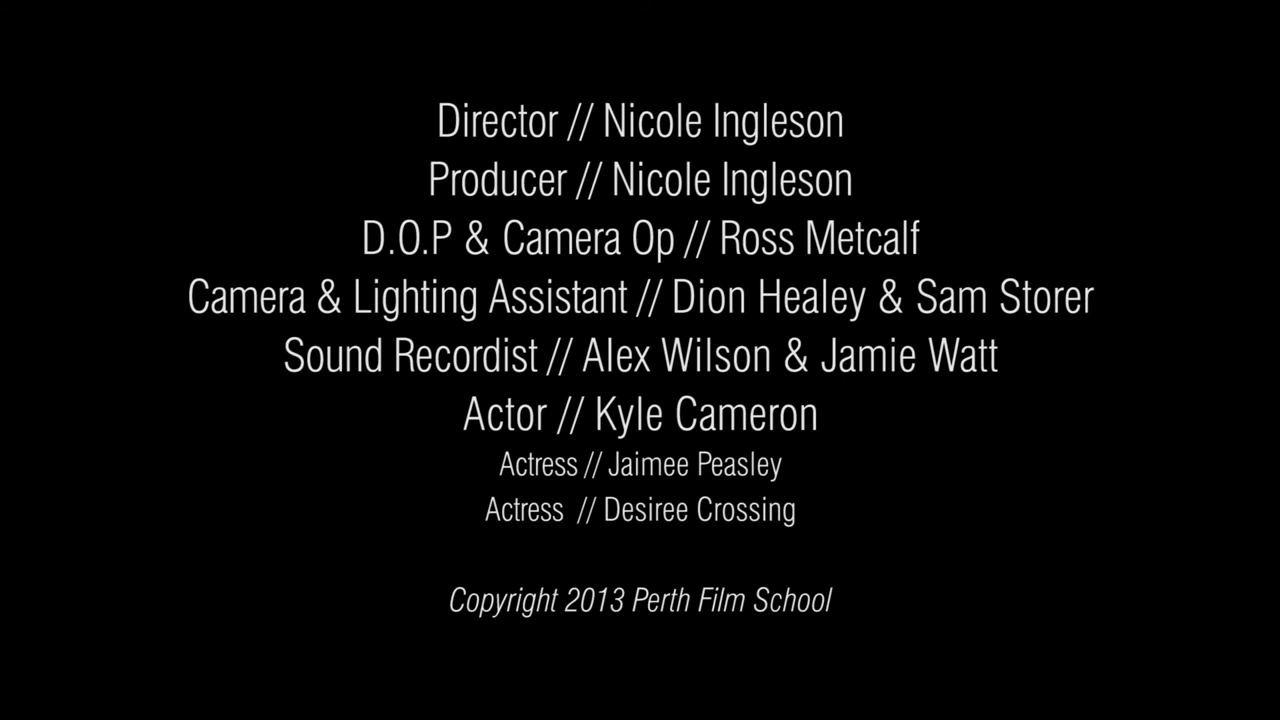 Director // Nicole Ingleson
Producer // Nicole Ingleson
D.O.P & Camera Op // Ross Metcalf
Camera & Lighting Assistant // Dion Healey & Sam Storer
Sound Recordist // Alex Wilson & Jamie Watt
Actor // Kyle Cameron
Actress // Jaimee Peasley
Actress // Desiree Crossing
Copyright 2013 Perth Film School